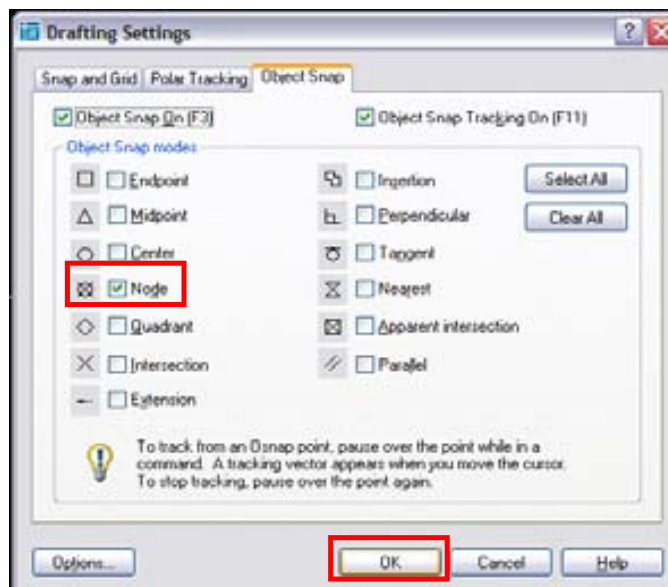 Drafting Settings
Snap and Grid Polar Tracking Object Snap
Object Snap On (F3) Object Snap Tracking On (F11)
Object Snap modes
Endpoint Insertion Select All
Midpoint Perpendicular Clear All
Center Tangent
Node Nearest
Quadrant Apparent intersection
Intersection Parallel
Extension
To track from an Osnap point, pause over the point while in a
command. A tracking vector appears when you move the cursor.
To stop tracking, pause over the point again.
Options... OK Cancel Help